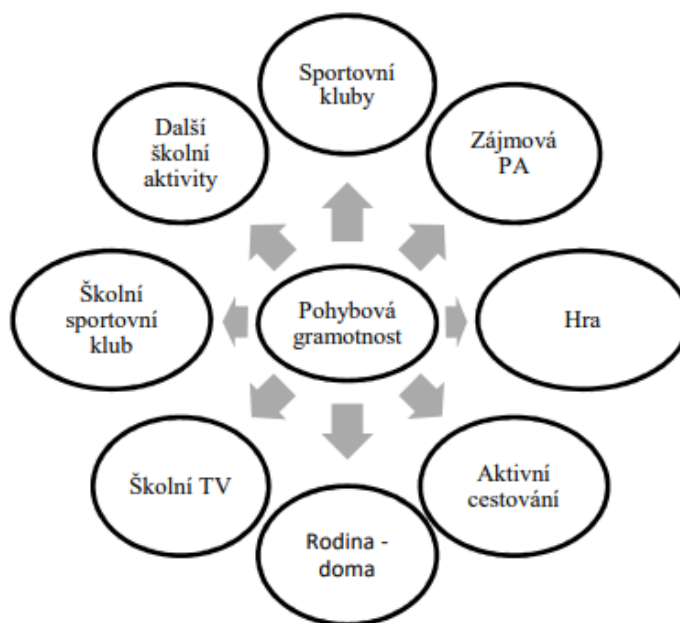 Sportovní
kluby
Další
školní
aktivity
Zájmová
PA
Školní
sportovní
klub
Pohybová
gramotnost
Hra
Školní TV
Aktivní
cestování
Rodina -
doma